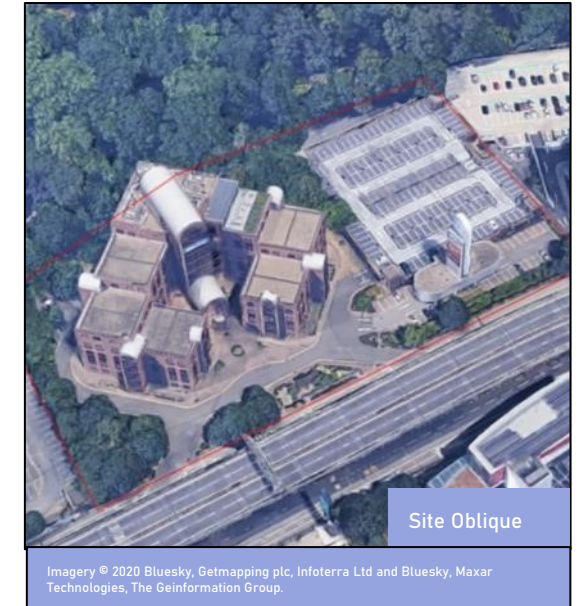 Site Oblique
Imagery © 2020 Bluesky, Getmapping plc, Infoterra Ltd and Bluesky, Maxar
Technologies, The Geinformation Group.